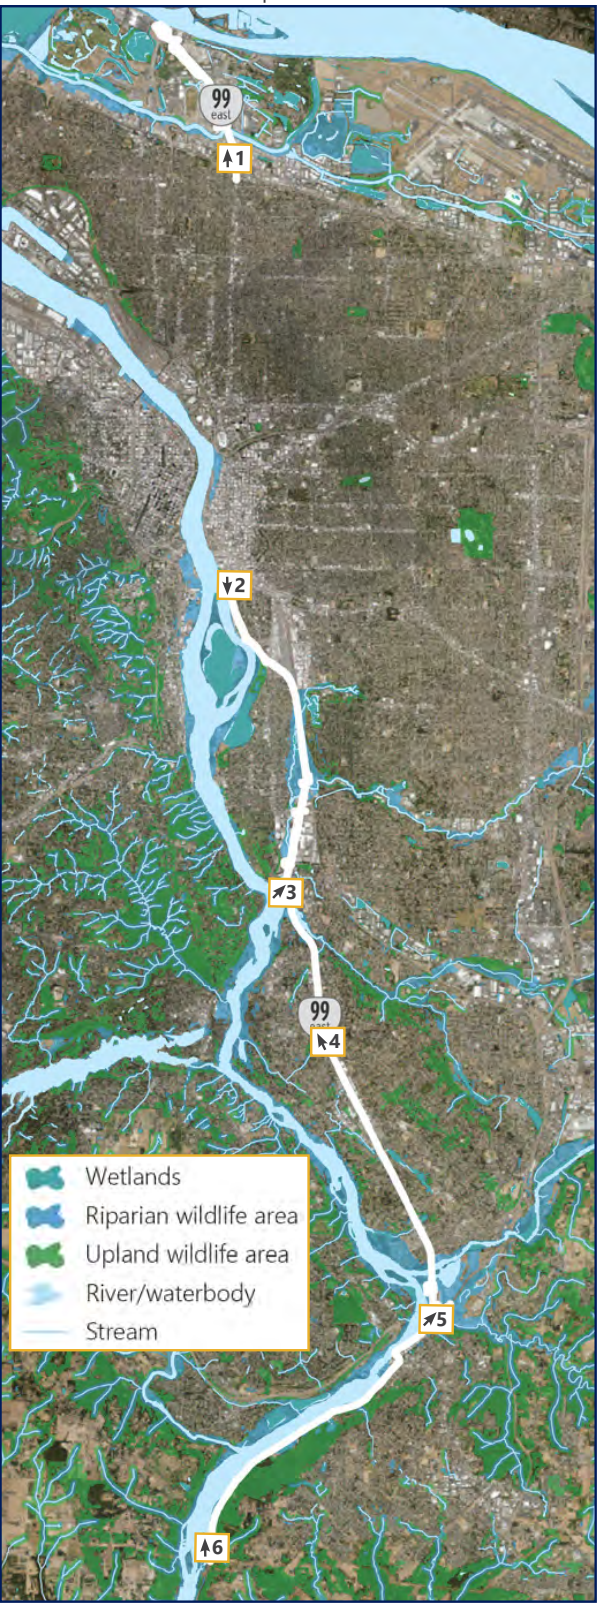 99
east
1
2
3
99
east
4
Wetlands
Riparian wildlife area
Upland wildlife area
River/waterbody
Stream
5
6